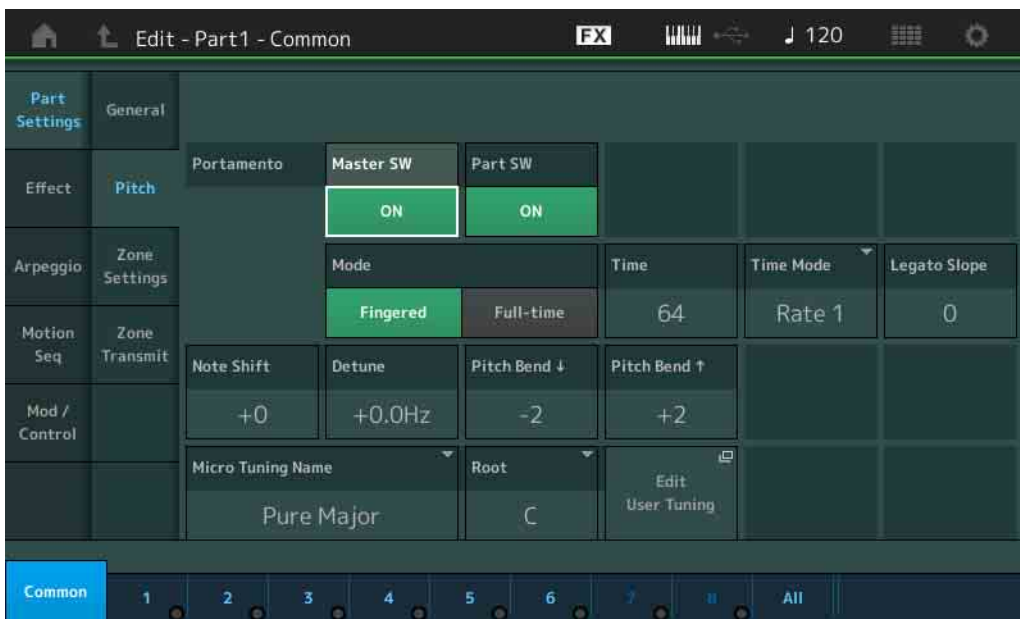 Edit - Part1 - Common
FX
♩ 120
Part
Settings
General
Effect
Pitch
Arpeggio
Zone
Settings
Motion
Seq
Zone
Transmit
Mod /
Control
Portamento
Master SW
Part SW
ON
ON
Mode
Time
Time Mode
Legato Slope
Fingered
Full-time
64
Rate 1
0
Note Shift
Detune
Pitch Bend ↓
Pitch Bend ↑
+0
+0.0Hz
-2
+2
Micro Tuning Name
Root
Edit
User Tuning
Pure Major
C
Common
1
2
3
4
5
6
7
8
All